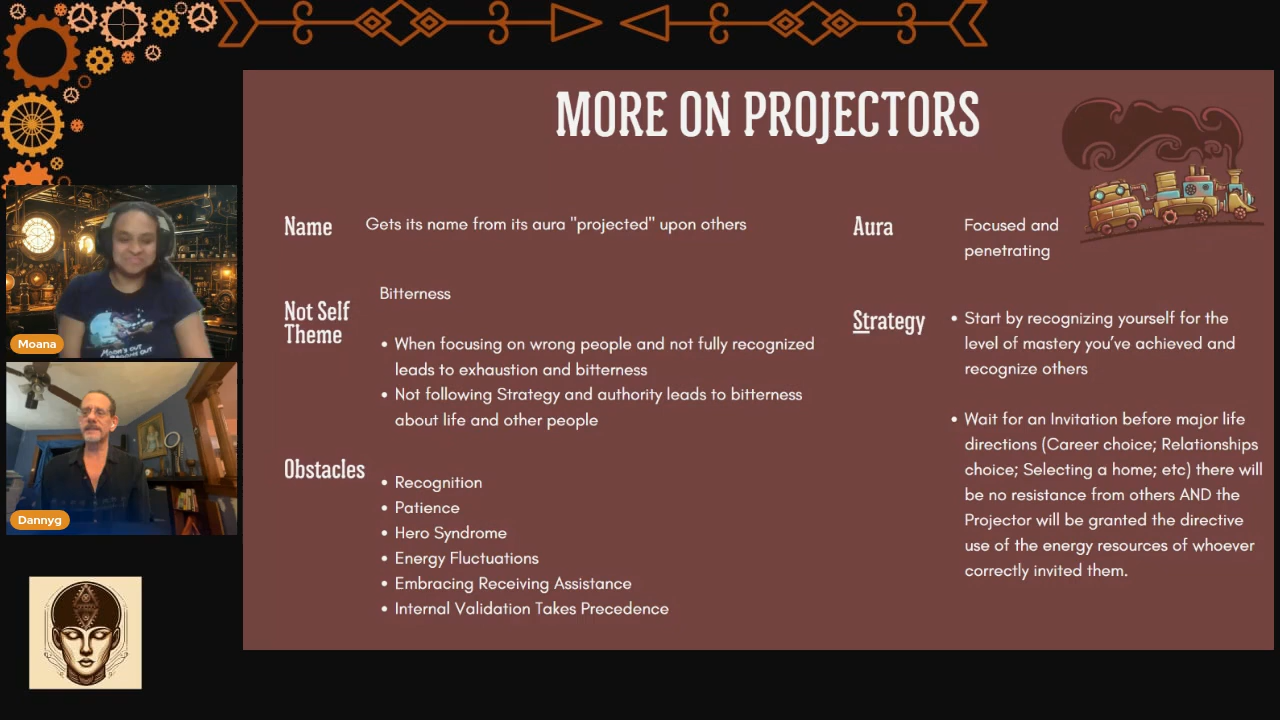 MORE ON PROJECTORS
Name
Gets its name from its aura "projected" upon others
Not Self
Theme
Bitterness
• When focusing on wrong people and not fully recognized
leads to exhaustion and bitterness
• Not following Strategy and authority leads to bitterness
about life and other people
Obstacles
• Recognition
• Patience
• Hero Syndrome
• Energy Fluctuations
• Embracing Receiving Assistance
• Internal Validation Takes Precedence
Aura
Focused and
penetrating
Strategy
• Start by recognizing yourself for the
level of mastery you've achieved and
recognize others
• Wait for an Invitation before major life
directions (Career choice; Relationships
choice; Selecting a home; etc) there will
be no resistance from others AND the
Projector will be granted the directive
use of the energy resources of whoever
correctly invited them.
Moana
Dannyg